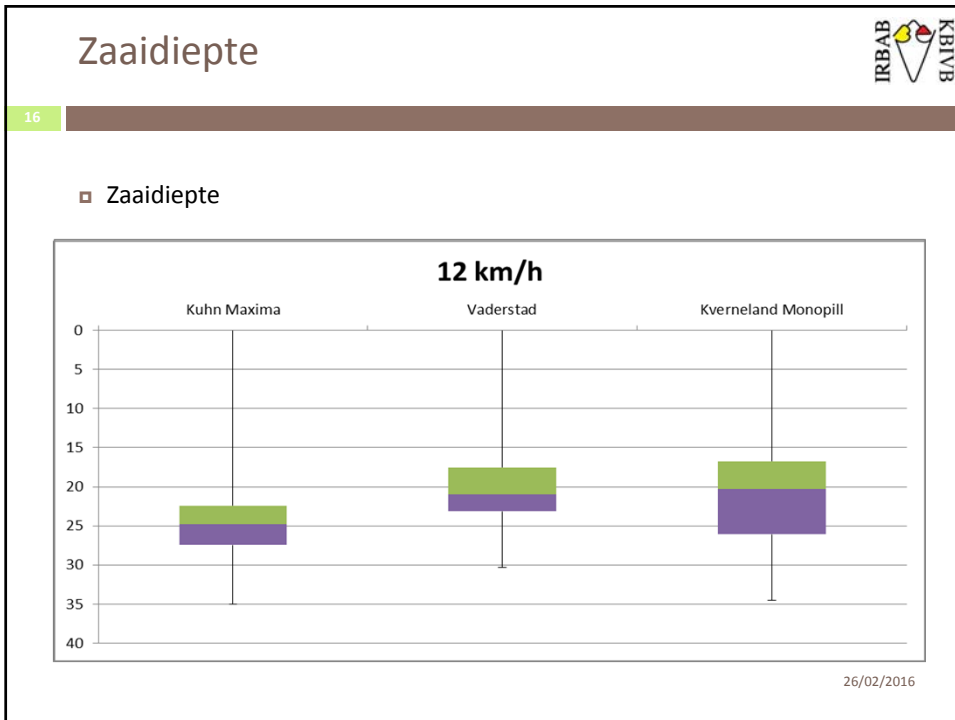 Zaaidiepte
IRBAB
KBIVB
16
Zaaidiepte
12 km/h
Kuhn Maxima
Vaderstad
Kverneland Monopill
0
5
10
15
20
25
30
35
40
26/02/2016